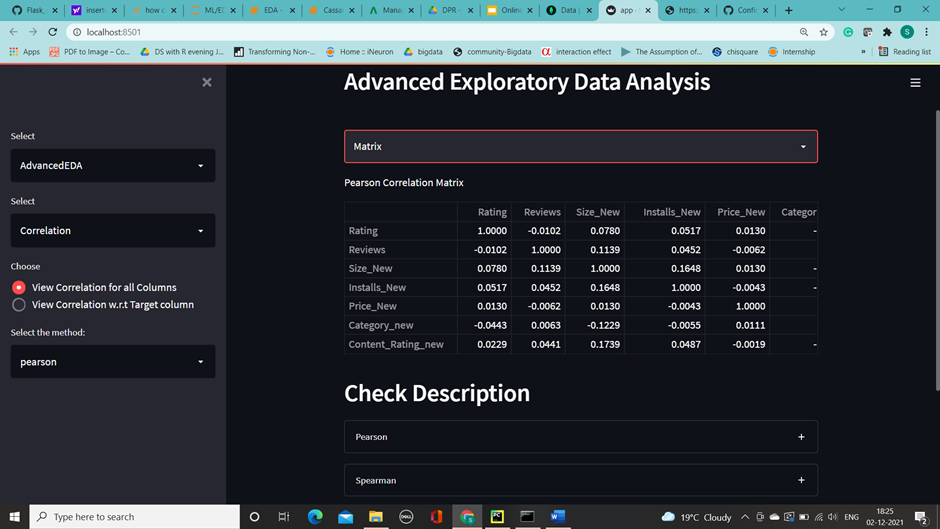 Flask_
insert
how c
ML/E
EDA -
Cassa
Mana
DPR -
Online
Data
app
https:
Confi
localhost:8501
Apps
PDF to Image – Co...
DS with R evening J...
Transforming Non-...
Home :: iNeuron
bigdata
community-Bigdata
interaction effect
The Assumption of...
chisquare
Internship
»
Reading list
Select
AdvancedEDA
Select
Correlation
Choose
View Correlation for all Columns
View Correlation w.r.t Target column
Select the method:
pearson
Advanced Exploratory Data Analysis
Matrix
Pearson Correlation Matrix
Rating Reviews Size_New Installs_New Price_New Categor
Rating 1.0000 -0.0102 0.0780 0.0517 0.0130 -
Reviews -0.0102 1.0000 0.1139 0.0452 -0.0062
Size_New 0.0780 0.1139 1.0000 0.1648 0.0130 -
Installs_New 0.0517 0.0452 0.1648 1.0000 -0.0043 -
Price_New 0.0130 -0.0062 0.0130 -0.0043 1.0000
Category_new -0.0443 0.0063 -0.1229 -0.0055 0.0111
Content_Rating_new 0.0229 0.0441 0.1739 0.0487 -0.0019 -
Check Description
Pearson +
Spearman +
Type here to search
DELL
PC
19°C Cloudy
ENG
18:25
02-12-2021
2